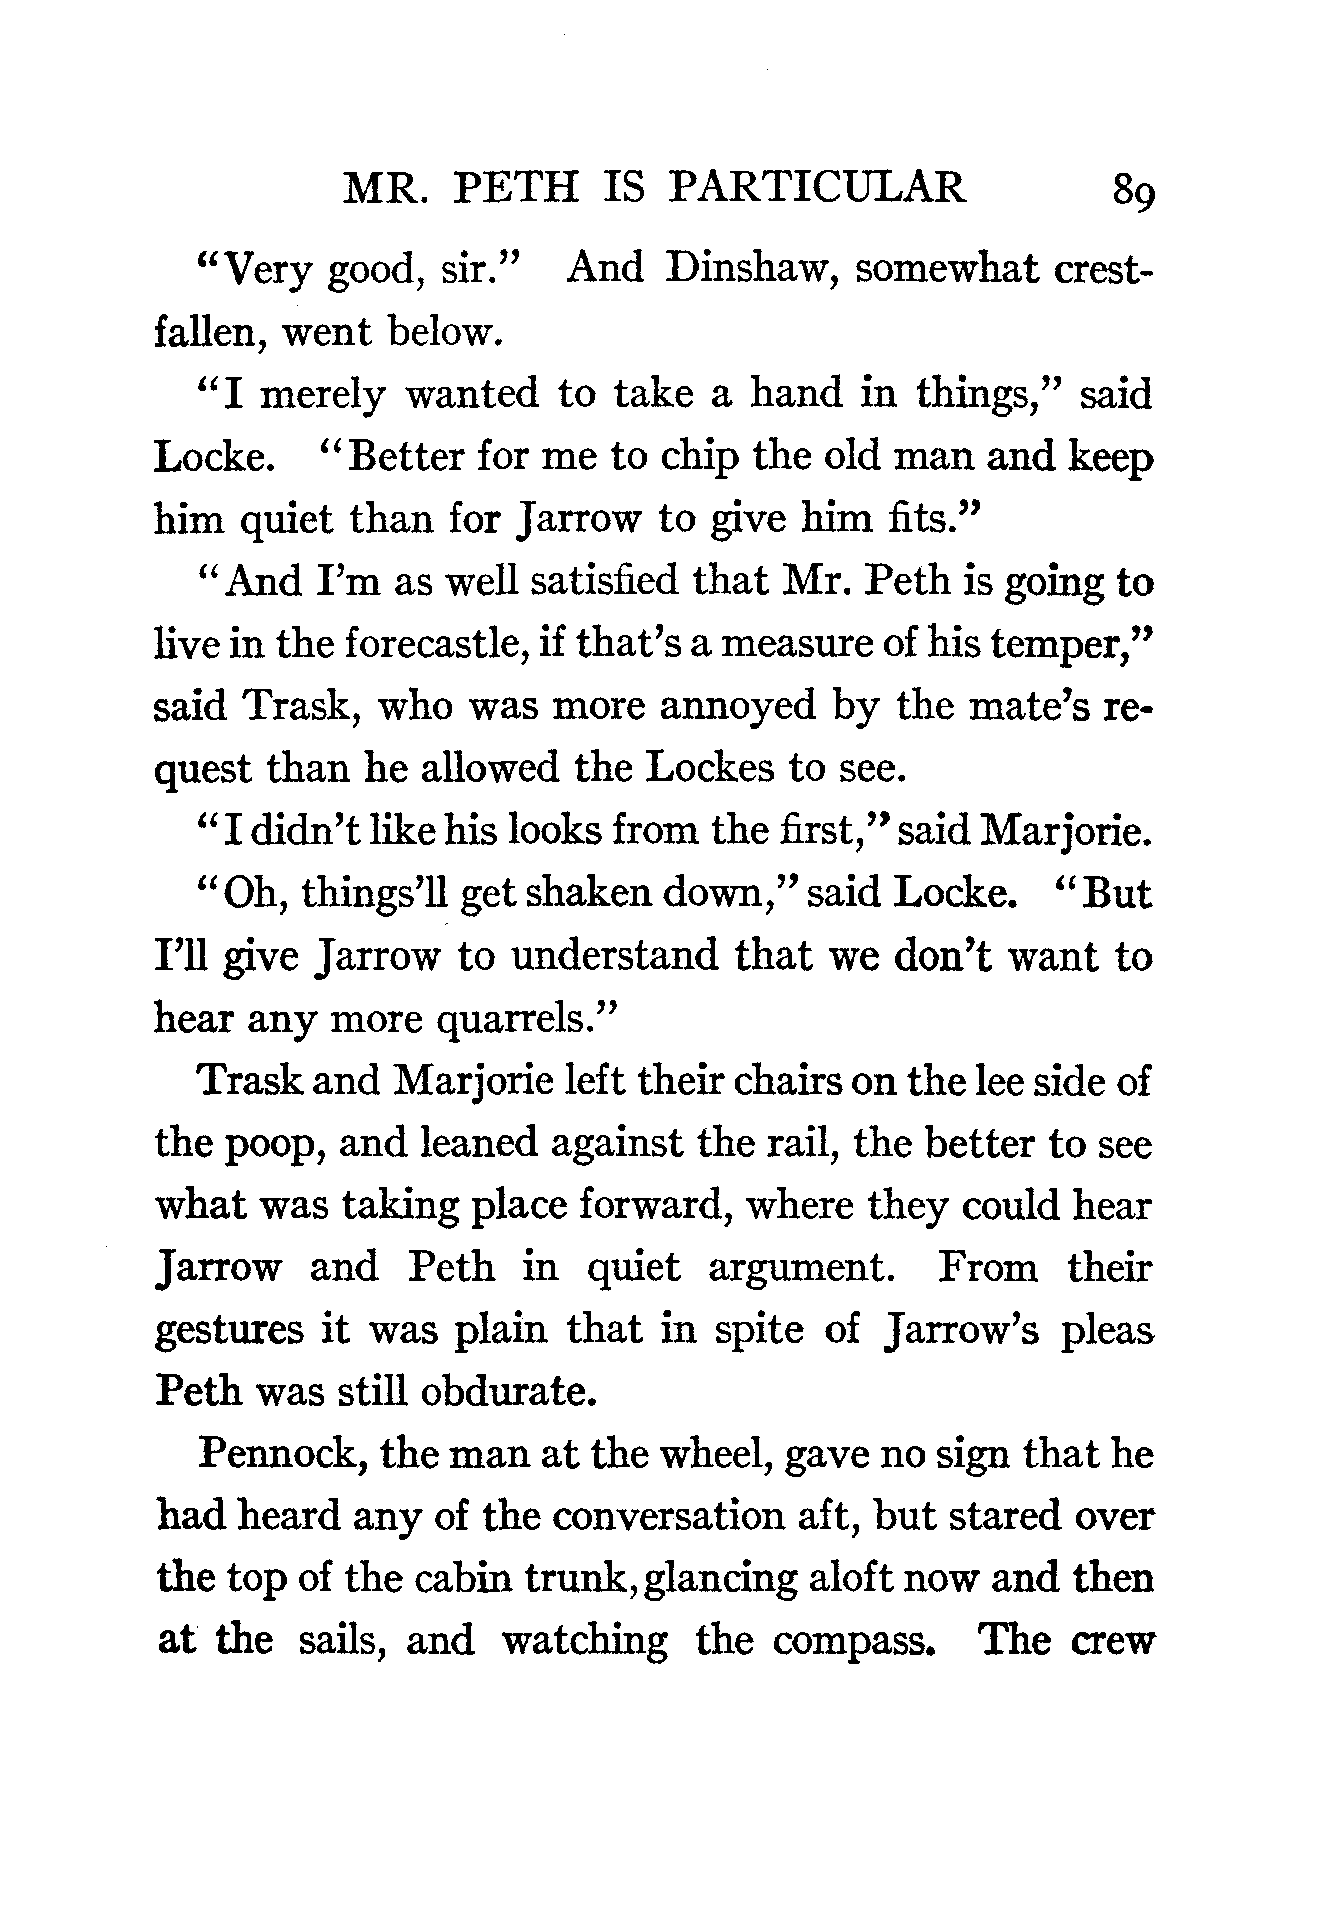 MR. PETH IS PARTICULAR 89
“Very good, sir.” And Dinshaw, somewhat crest-
fallen, went below.
“I merely wanted to take a hand in things,” said
Locke. “Better for me to chip the old man and keep
him quiet than for Jarrow to give him fits.”
“And I’m as well satisfied that Mr. Peth is going to
live in the forecastle, if that’s a measure of his temper,”
said Trask, who was more annoyed by the mate’s re-
quest than he allowed the Lockes to see.
“I didn’t like his looks from the first,” said Marjorie.
“Oh, things’ll get shaken down,” said Locke. “But
I’ll give Jarrow to understand that we don’t want to
hear any more quarrels.”
Trask and Marjorie left their chairs on the lee side of
the poop, and leaned against the rail, the better to see
what was taking place forward, where they could hear
Jarrow and Peth in quiet argument. From their
gestures it was plain that in spite of Jarrow’s pleas
Peth was still obdurate.
Pennock, the man at the wheel, gave no sign that he
had heard any of the conversation aft, but stared over
the top of the cabin trunk, glancing aloft now and then
at the sails, and watching the compass. The crew